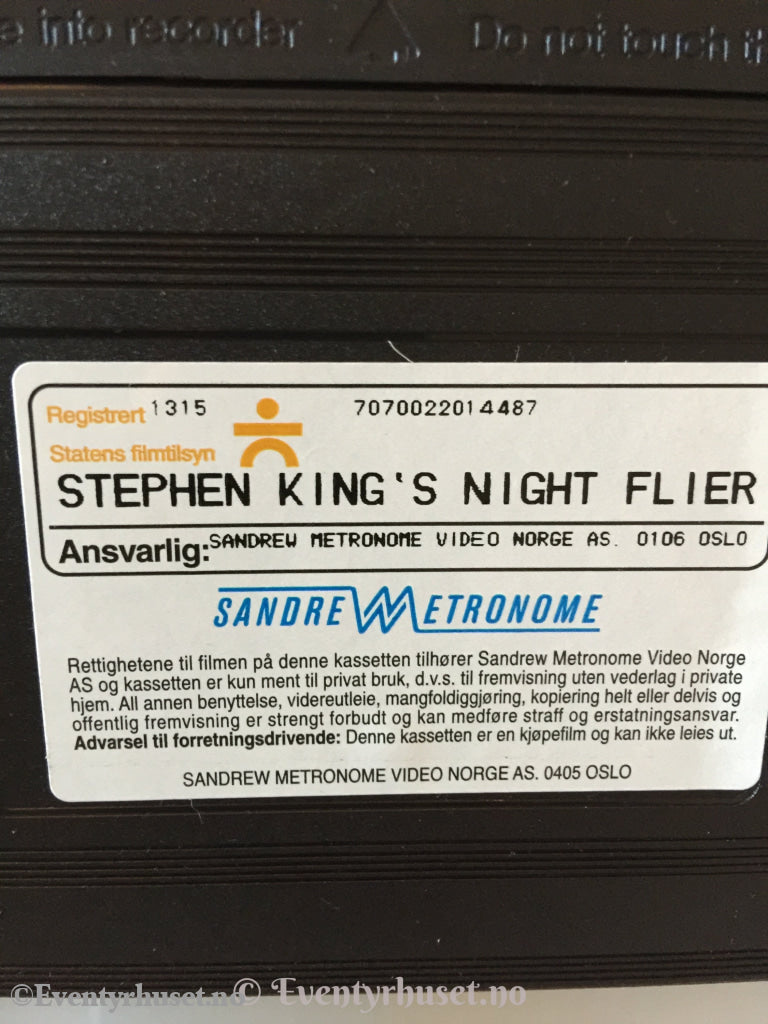 e into recorder Do not touch th
Registrert 1315 7070022014487
Statens filmtilsyn
STEPHEN KING'S NIGHT FLIER
Ansvarlig: SANDREW METRONOME VIDEO NORGE AS. 0106 OSLO
SANDREW METRONOME
Rettighetene til filmen på denne kassetten tilhører Sandrew Metronome Video Norge
AS og kassetten er kun ment til privat bruk, d.v.s. til fremvisning uten vederlag i private
hjem. All annen benyttelse, videreutleie, mangfoldiggjøring, kopiering helt eller delvis og
offentlig fremvisning er strengt forbudt og kan medføre straff og erstatningsansvar.
Advarsel til forretningsdrivende: Denne kassetten er en kjøpefilm og kan ikke leies ut.
SANDREW METRONOME VIDEO NORGE AS. 0405 OSLO
©Eventyrhuset.no © Eventyrhuset.no